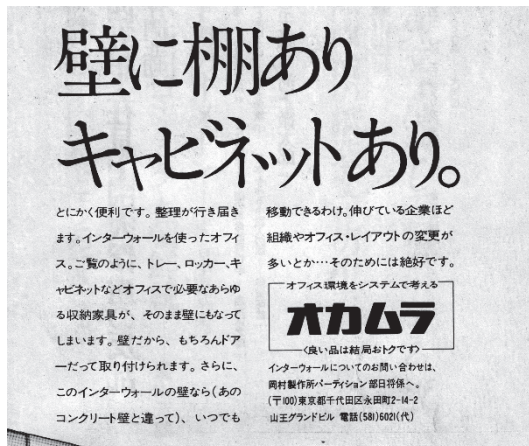 壁に棚あり
キャビネットあり。
とにかく便利です。整理が行き届き
ます。インターウォールを使ったオフィ
ス。ご覧のように、トレー、ロッカー、キ
ャビネットなどオフィスで必要なあらゆ
る収納家具が、そのまま壁にもなって
しまいます。壁だから、もちろんドア
ーだって取り付けられます。さらに、
このインターウォールの壁なら(あの
コンクリート壁と違って)、いつでも
移動できるわけ。伸びている企業ほど
組織やオフィス・レイアウトの変更が
多いとか…そのためには絶好です。
オフィス環境をシステムで考える
オカムラ
〈良い品は結局おトクです〉
インターウォールについてのお問い合わせは、
岡村製作所パーティション部日将係へ。
(〒100)東京都千代田区永田町2-14-2
山王グランドビル 電話(581)6021(代)